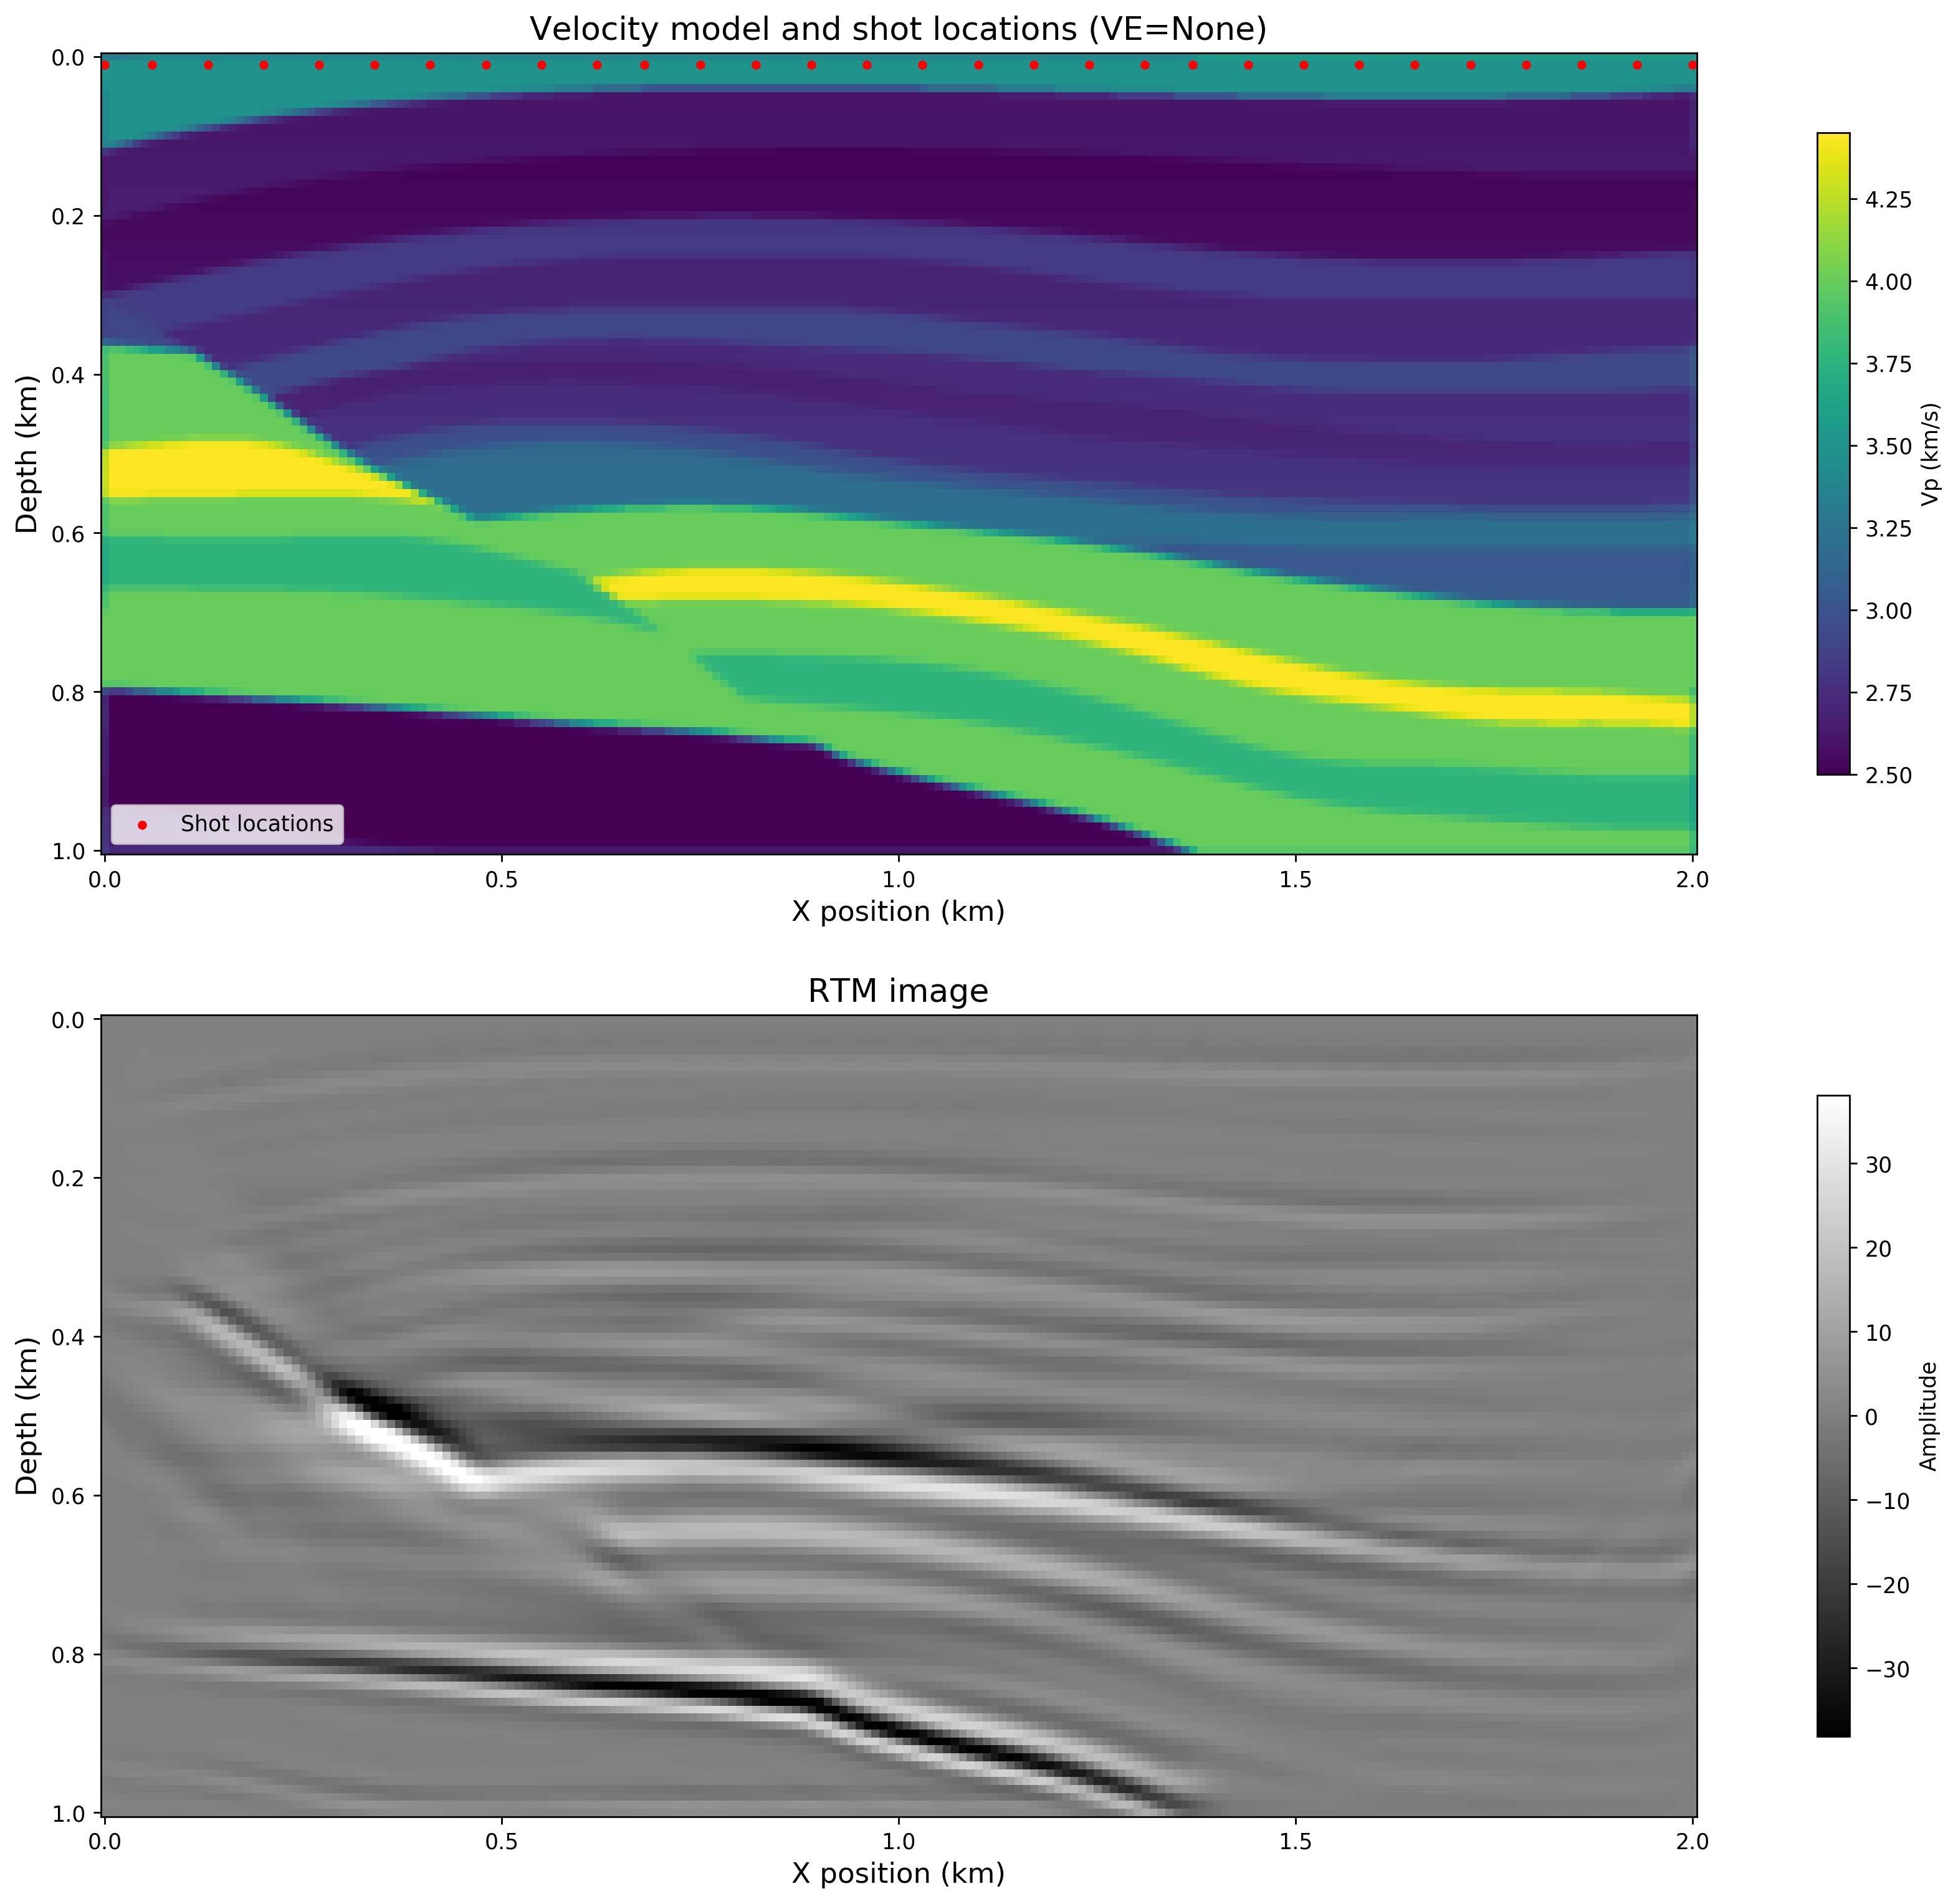 Velocity model and shot locations (VE=None)
0.0
0.2
0.4
0.6
0.8
1.0
Depth (km)
Shot locations
0.0 0.5 1.0 1.5 2.0
X position (km)
4.25
4.00
3.75
3.50
3.25
3.00
2.75
2.50
Vp (km/s)
RTM image
0.0
0.2
0.4
0.6
0.8
1.0
Depth (km)
0.0 0.5 1.0 1.5 2.0
X position (km)
30
20
10
0
−10
−20
−30
Amplitude